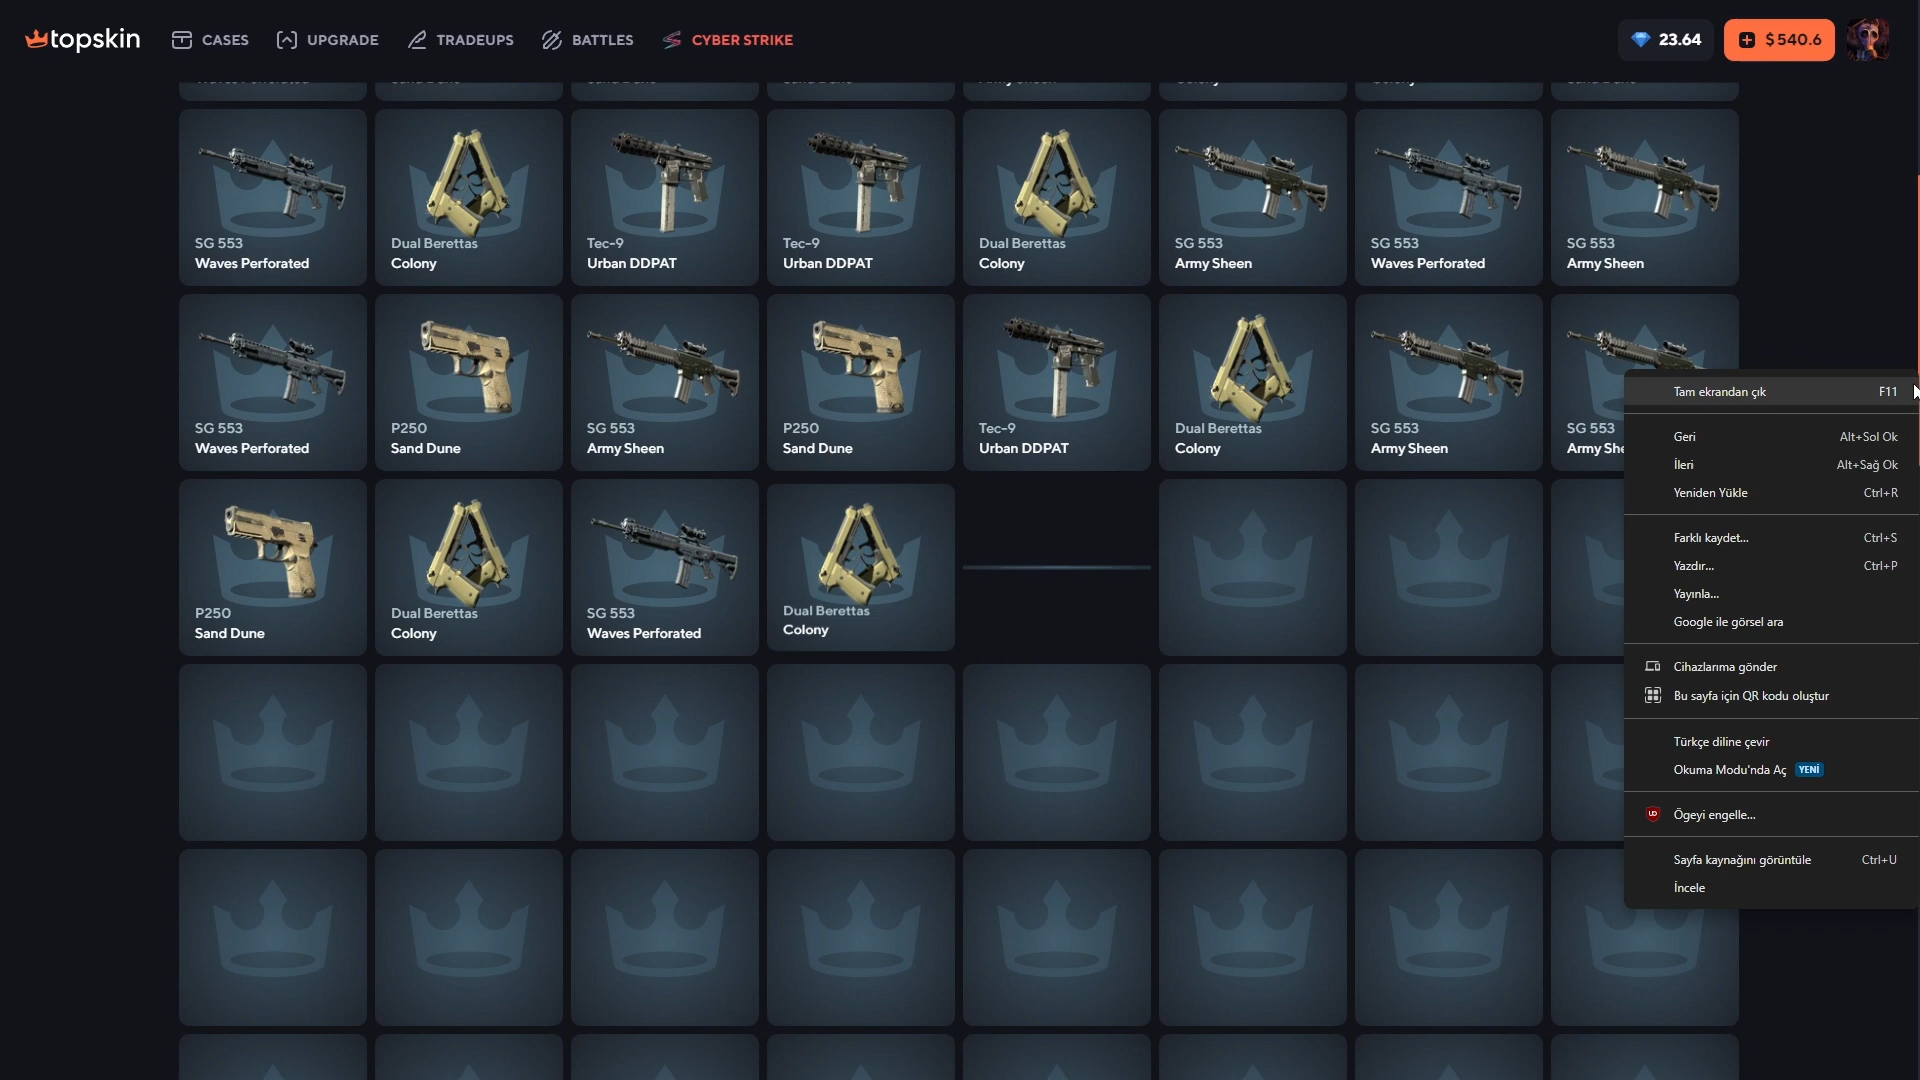 topskin
CASES
UPGRADE
TRADEUPS
BATTLES
CYBER STRIKE
23.64
$ 540.6
SG 553
Waves Perforated
Dual Berettas
Colony
Tec-9
Urban DDPAT
Tec-9
Urban DDPAT
Dual Berettas
Colony
SG 553
Army Sheen
SG 553
Waves Perforated
SG 553
Army Sheen
SG 553
Waves Perforated
P250
Sand Dune
SG 553
Army Sheen
P250
Sand Dune
Tec-9
Urban DDPAT
Dual Berettas
Colony
SG 553
Army Sheen
SG 553
Army She
P250
Sand Dune
Dual Berettas
Colony
SG 553
Waves Perforated
Dual Berettas
Colony
Tam ekrandan çık F11
Geri Alt+Sol Ok
İleri Alt+Sağ Ok
Yeniden Yükle Ctrl+R
Farklı kaydet... Ctrl+S
Yazdır... Ctrl+P
Yayınla...
Google ile görsel ara
Cihazlarıma gönder
Bu sayfa için QR kodu oluştur
Türkçe diline çevir
Okuma Modu'nda Aç YENİ
Ögeyi engelle...
Sayfa kaynağını görüntüle Ctrl+U
İncele